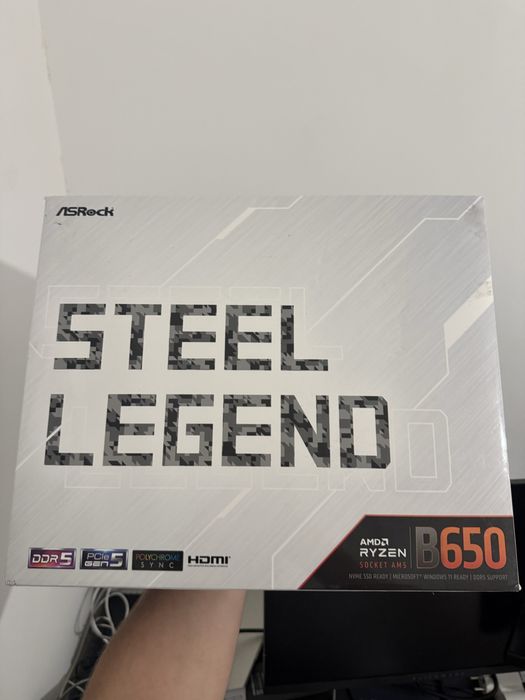 ASRock
STEEL
LEGEND
DDR5
PCIe Gen5
POLYCHROME SYNC
HDMI
AMD RYZEN
SOCKET AM5
B650
NVME SSD READY | MICROSOFT® WINDOWS 11 READY | DDR5 SUPPORT